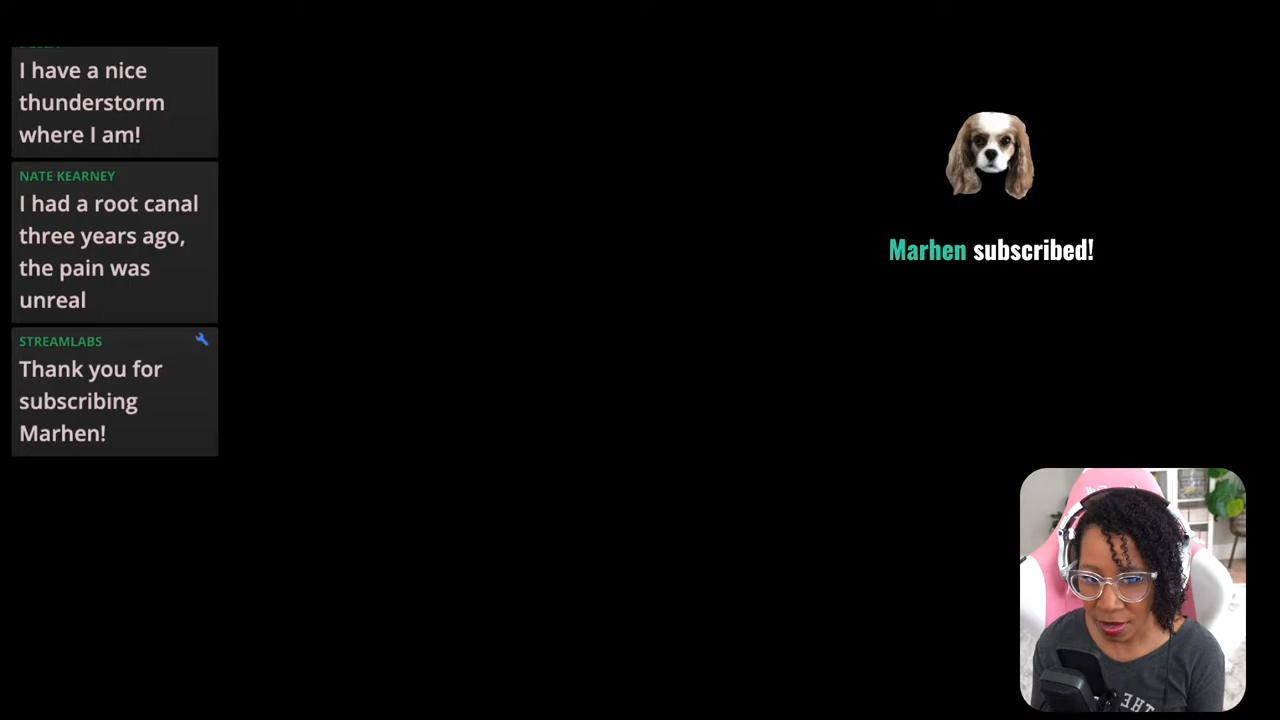 I have a nice
thunderstorm
where I am!
NATE KEARNEY
I had a root canal
three years ago,
the pain was
unreal
STREAMLABS
Thank you for
subscribing
Marhen!
Marhen subscribed!
THE